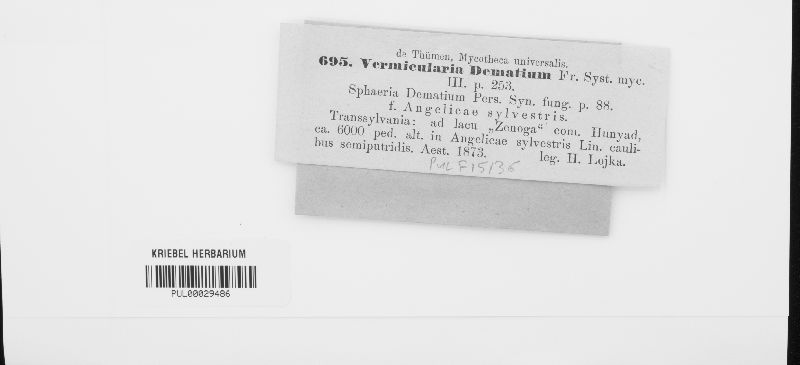 de Thümen, Mycotheca universalis.
695. Vermicularia Dematium Fr. Syst. myc.
III. p. 253.
Sphaeria Dematium Pers. Syn. fung. p. 88.
f. Angelicae sylvestris.
Transsylvania: ad lacu „Zenoga“ com. Hunyad,
ca. 6000 ped. alt. in Angelicae sylvestris Lin. cauli-
bus semiputridis. Aest. 1873. leg. H. Lojka.
PUL F15136
KRIEBEL HERBARIUM
PUL00029486